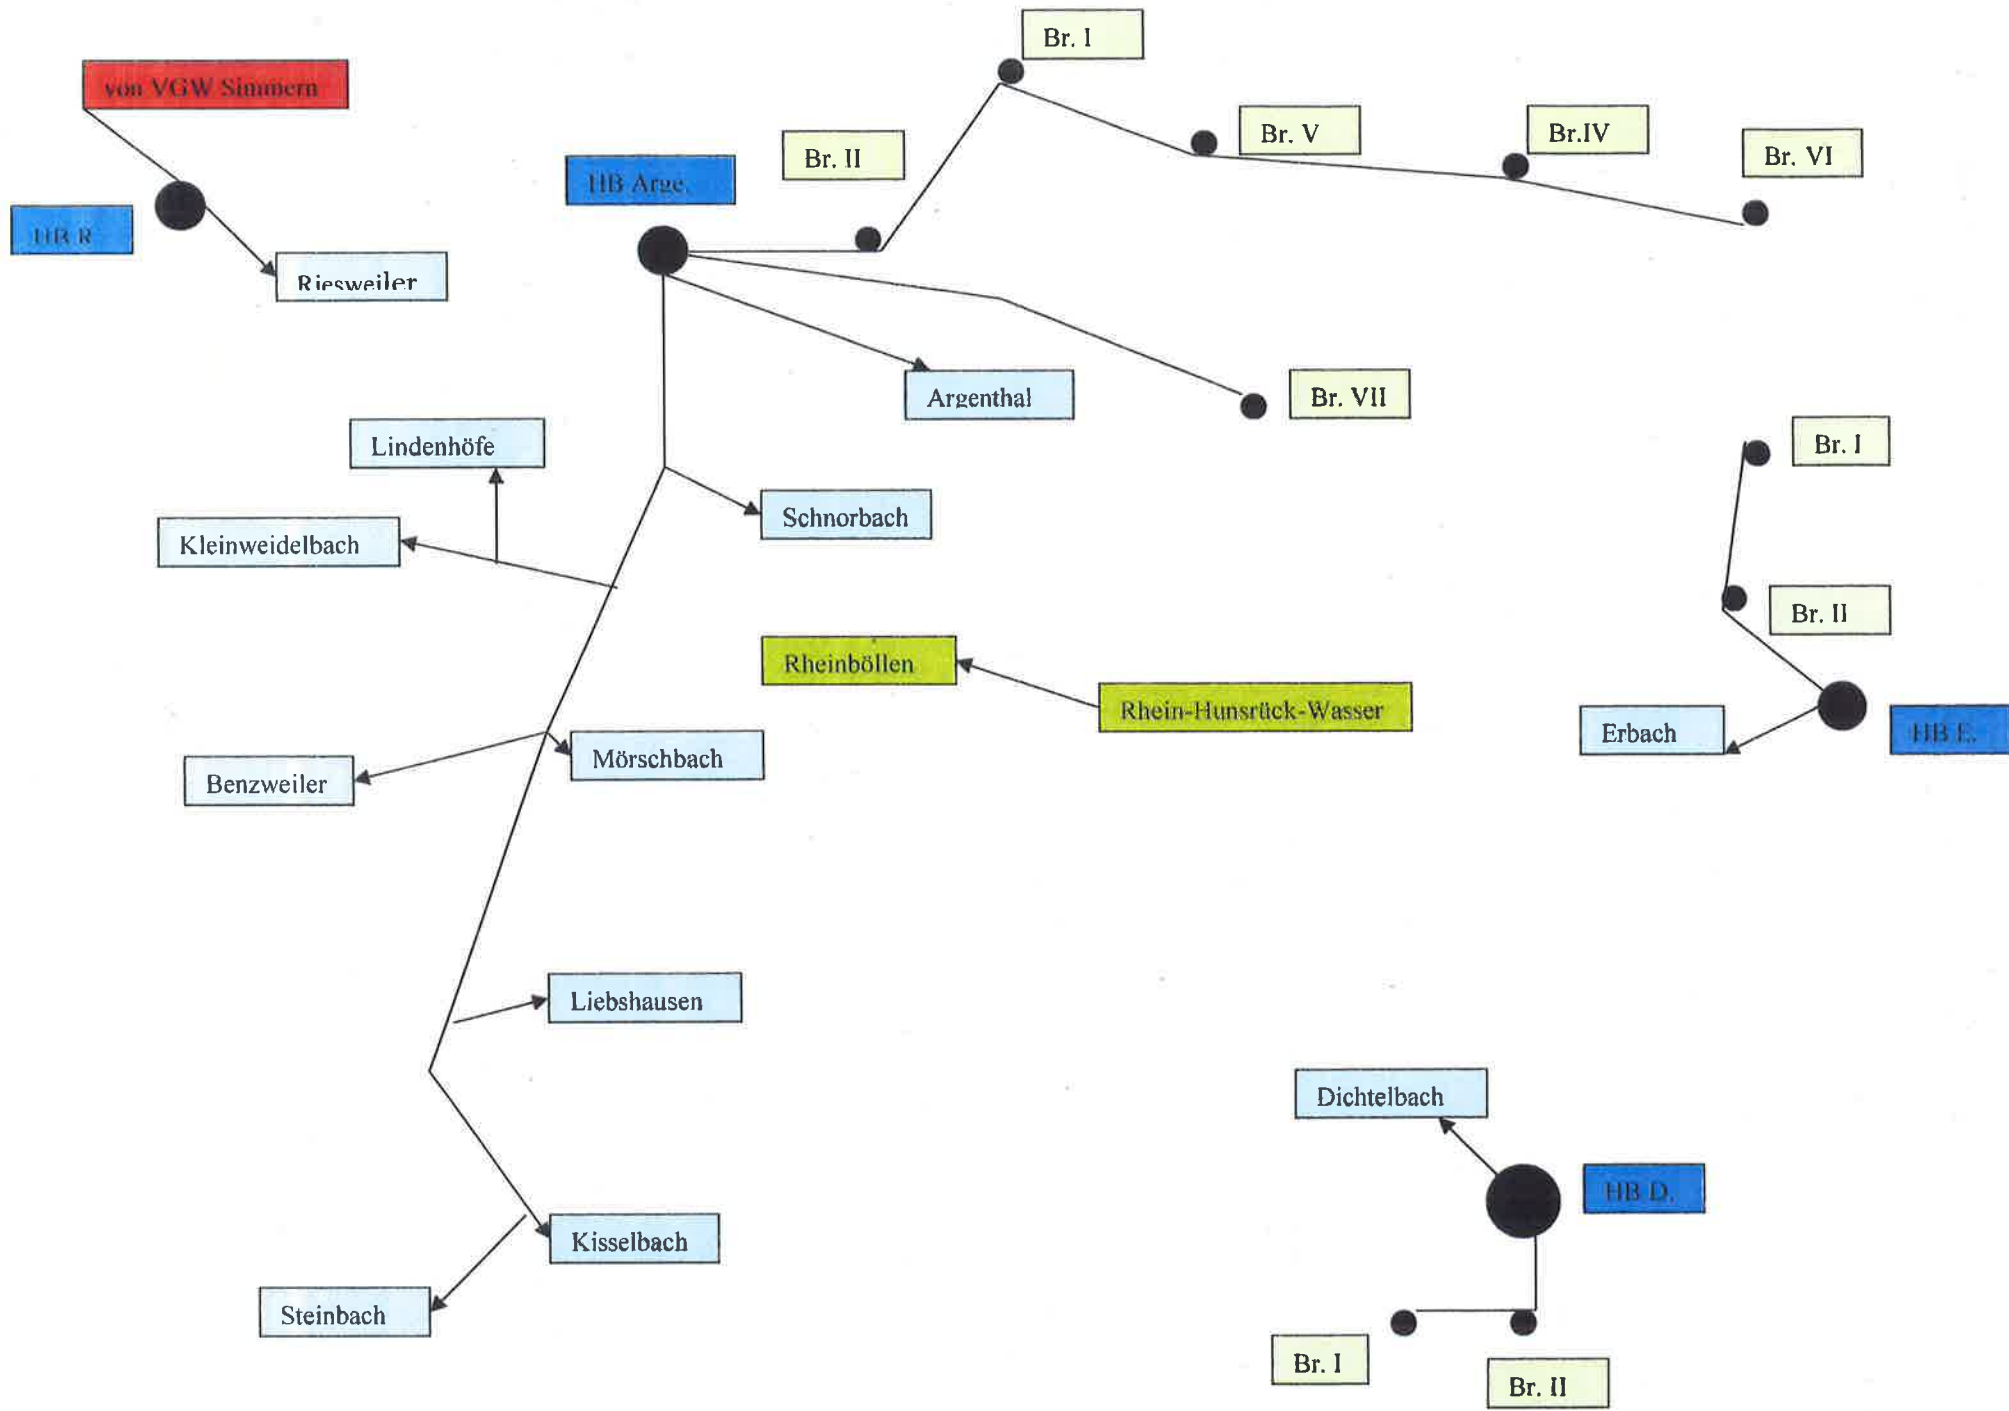 Br. I
von VGW Simmern
Br. V
Br.IV
Br. II
Br. VI
HB Arge.
HB R
Riesweiler
Argenthal
Br. VII
Lindenhöfe
Br. I
Schnorbach
Kleinweidelbach
Br. II
Rheinböllen
Rhein-Hunsrück-Wasser
Erbach
HB E.
Mörschbach
Benzweiler
Liebshausen
Dichtelbach
HB D.
Kisselbach
Steinbach
Br. I
Br. II